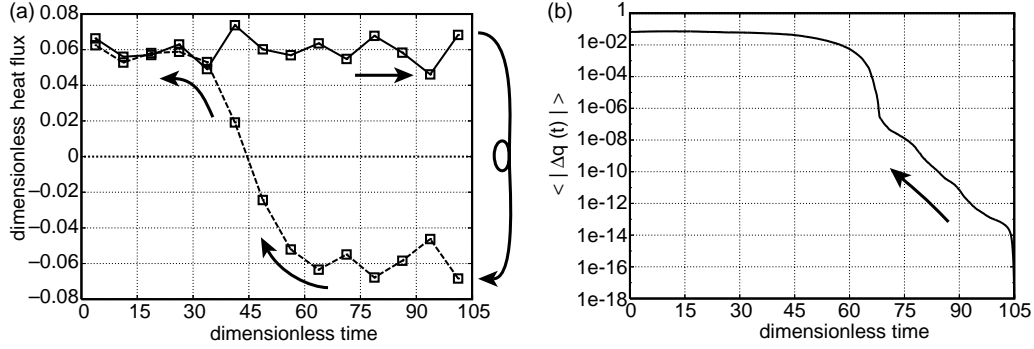 (a)
dimensionless heat flux
0.08
0.06
0.04
0.02
0
−0.02
−0.04
−0.06
−0.08
0 15 30 45 60 75 90 105
dimensionless time
(b)
< | Δq (t) | >
1
1e−02
1e−04
1e−06
1e−08
1e−10
1e−12
1e−14
1e−16
1e−18
0 15 30 45 60 75 90 105
dimensionless time